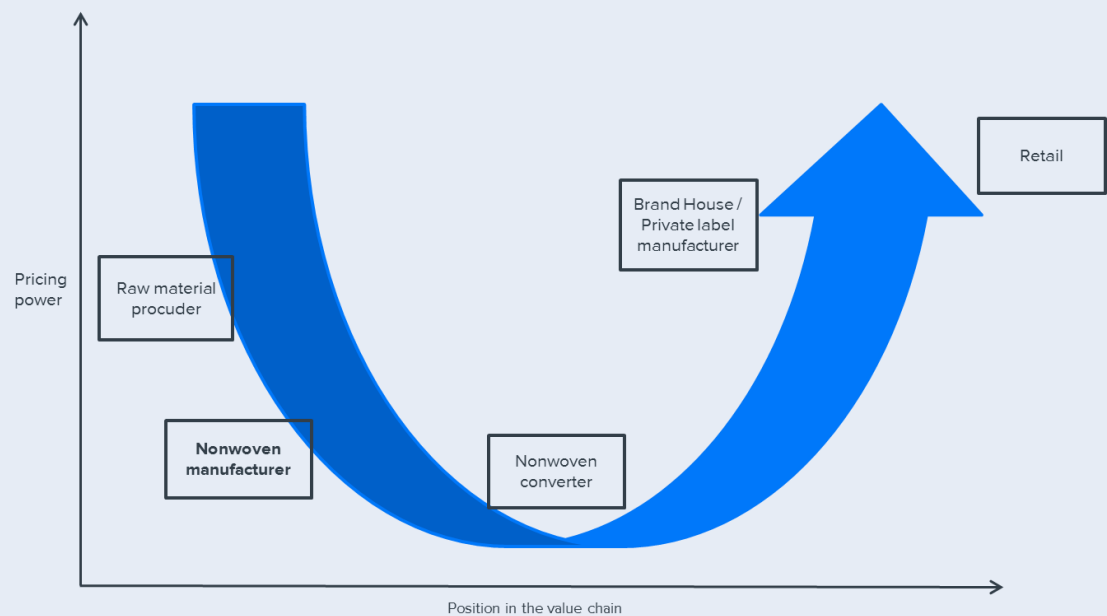 Retail
Brand House /
Private label
manufacturer
Pricing
power
Raw material
procuder
Nonwoven
manufacturer
Nonwoven
converter
Position in the value chain